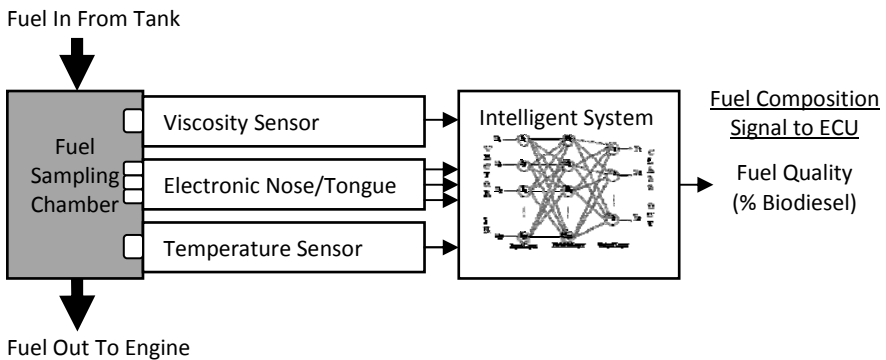 Fuel In From Tank
Fuel
Sampling
Chamber
Viscosity Sensor
Electronic Nose/Tongue
Temperature Sensor
Intelligent System
Fuel Composition
Signal to ECU
Fuel Quality
(% Biodiesel)
Fuel Out To Engine